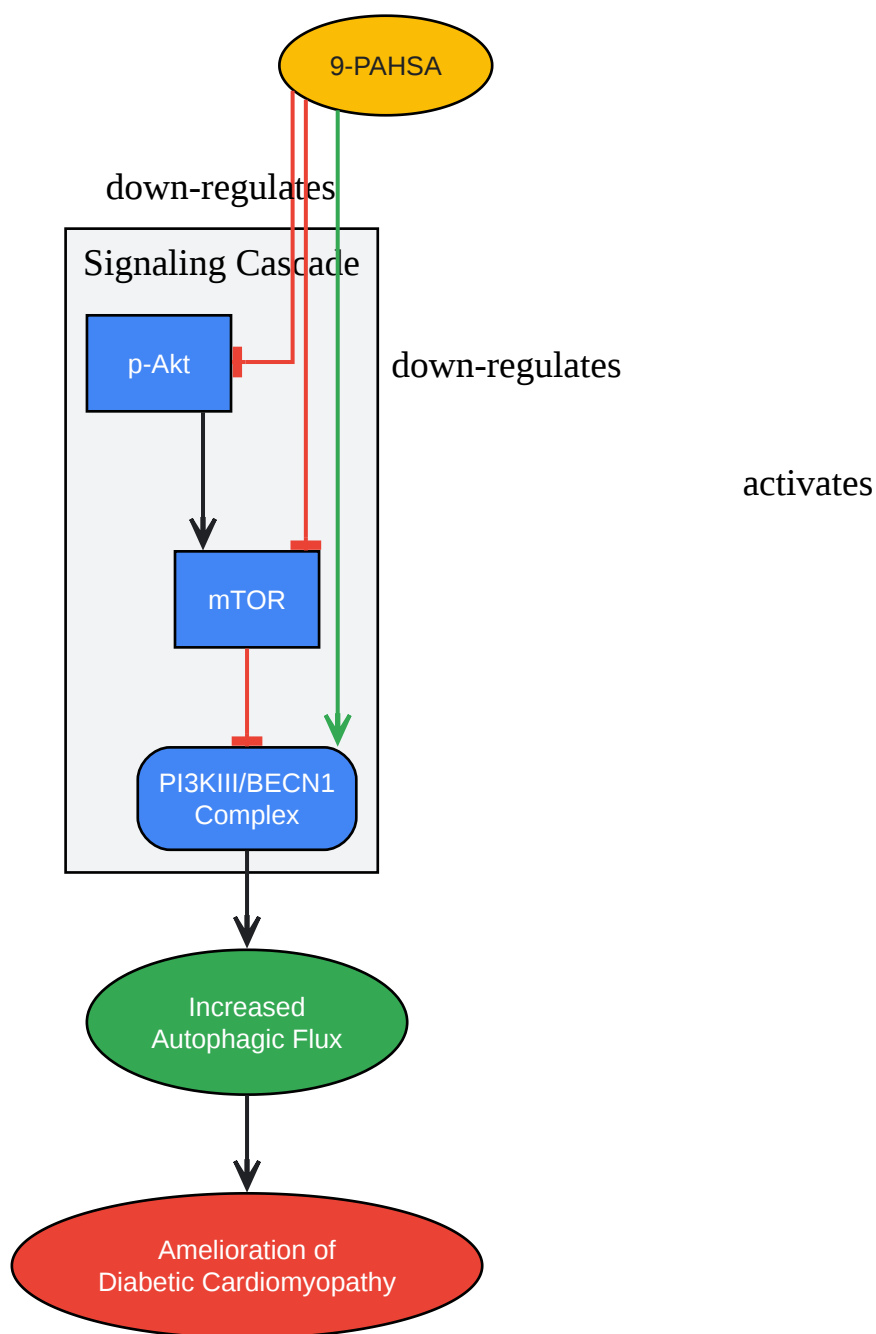 9-PAHSA
down-regulates
Signaling Cascade
p-Akt
down-regulates
activates
mTOR
PI3KIII/BECN1
Complex
Increased
Autophagic Flux
Amelioration of
Diabetic Cardiomyopathy